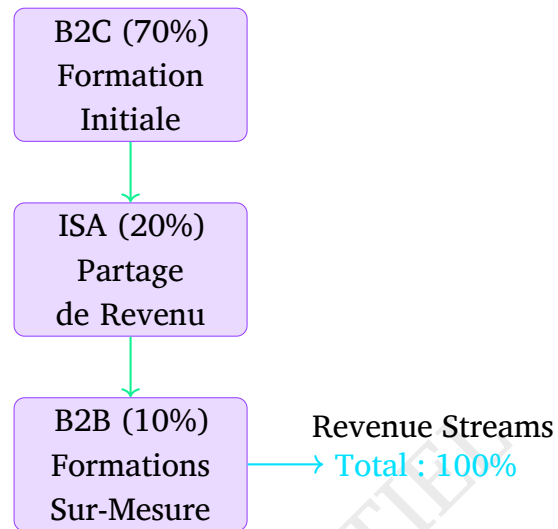 B2C (70%)
Formation
Initiale
ISA (20%)
Partage
de Revenu
B2B (10%)
Formations
Sur-Mesure
Revenue Streams
Total : 100%